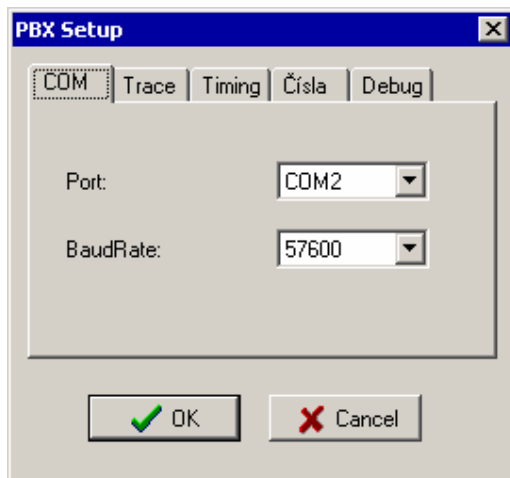 PBX Setup
COM Trace Timing Čísla Debug
Port: COM2
BaudRate: 57600
OK Cancel